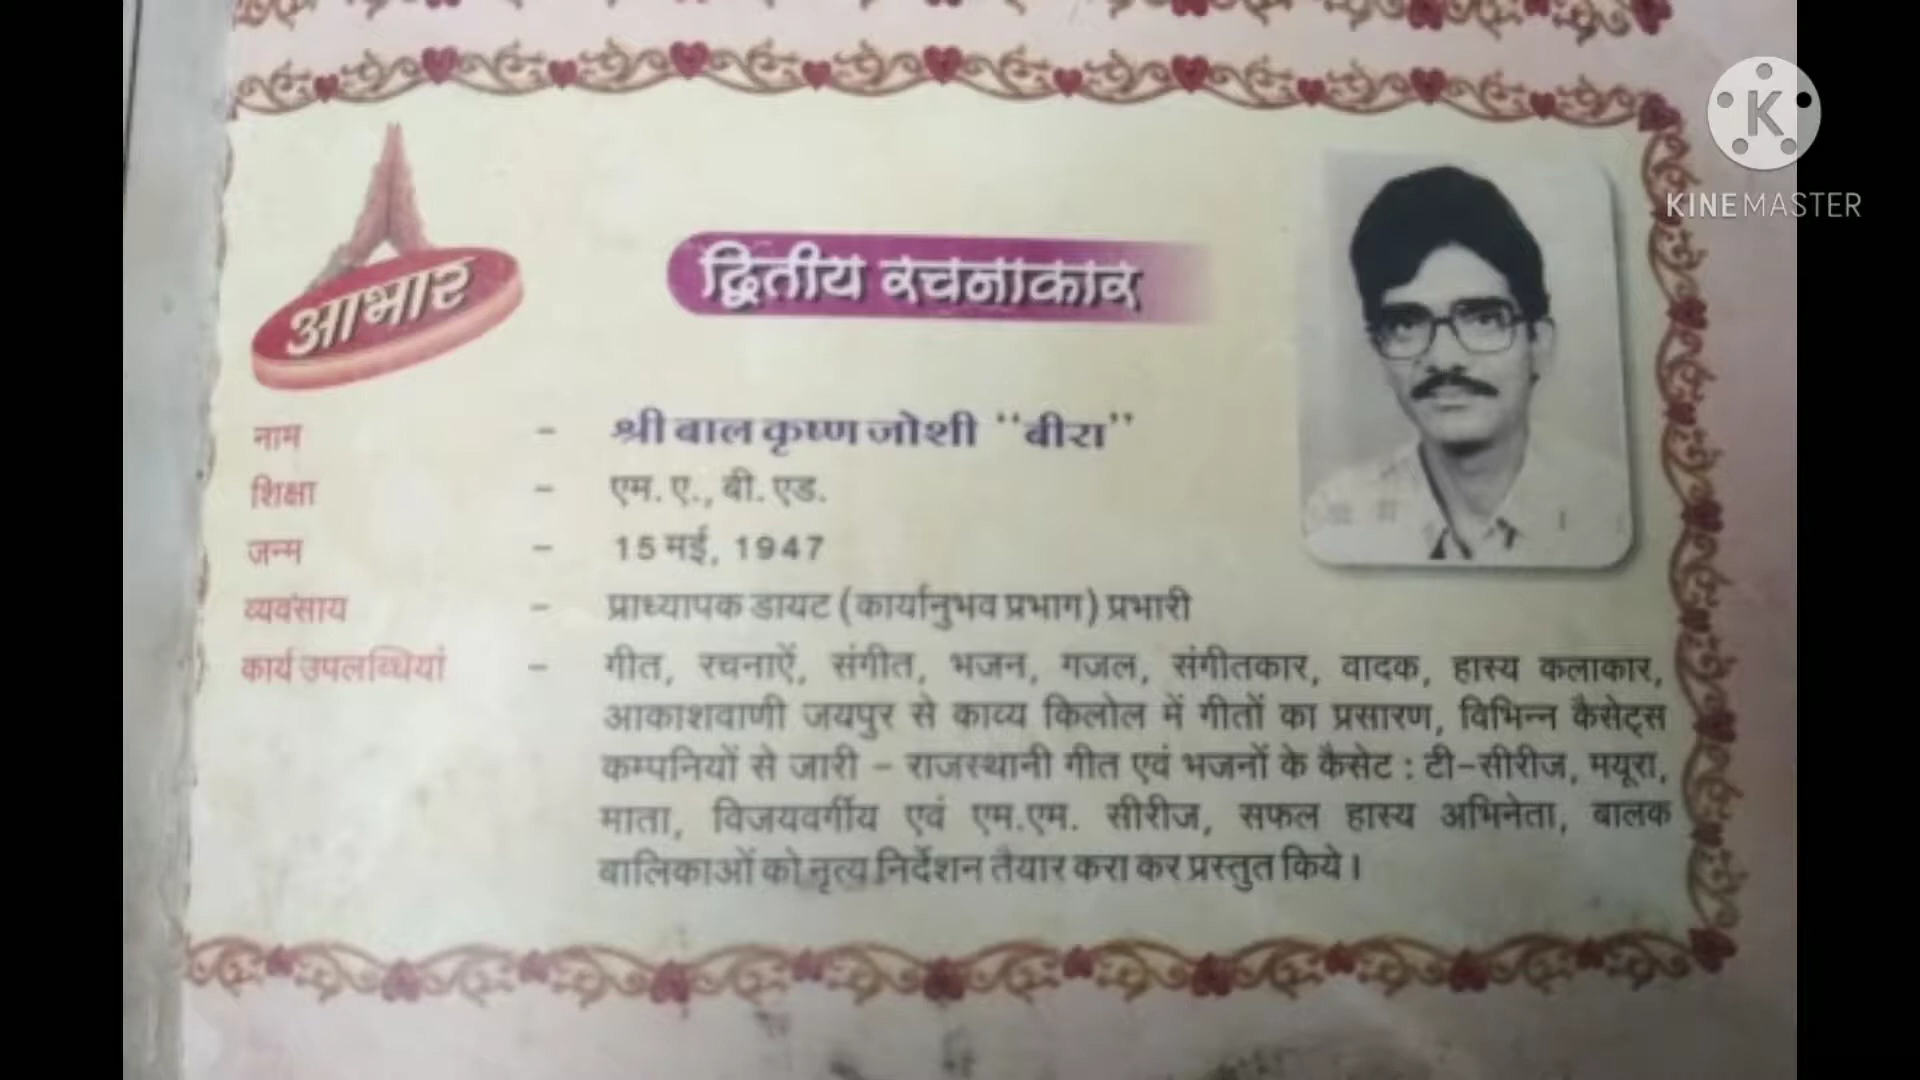 KINEMASTER
आभार
द्वितीय रचनाकार
नाम - श्री बाल कृष्ण जोशी "बीरा"
शिक्षा - एम. ए., बी. एड.
जन्म - 15 मई, 1947
व्यवसाय - प्राध्यापक डायट (कार्यानुभव प्रभाग) प्रभारी
कार्य उपलब्धियां - गीत, रचनाऐं, संगीत, भजन, गजल, संगीतकार, वादक, हास्य कलाकार,
आकाशवाणी जयपुर से काव्य किलोल में गीतों का प्रसारण, विभिन्न कैसेट्स
कम्पनियों से जारी - राजस्थानी गीत एवं भजनों के कैसेट : टी-सीरीज, मयूरा,
माता, विजयवर्गीय एवं एम.एम. सीरीज, सफल हास्य अभिनेता, बालक
बालिकाओं को नृत्य निर्देशन तैयार करा कर प्रस्तुत किये ।